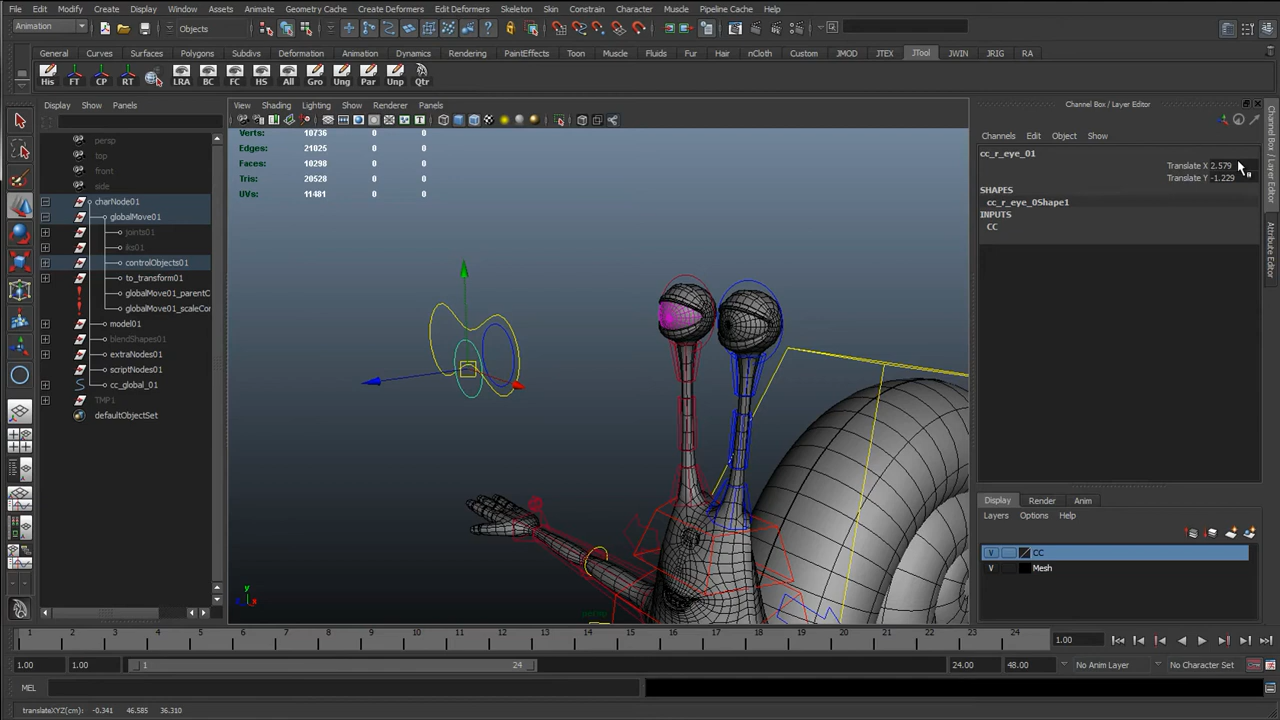 File Edit Modify Create Display Window Assets Animate Geometry Cache Create Deformers Edit Deformers Skeleton Skin Constrain Character Muscle Pipeline Cache Help
Animation Objects
General Curves Surfaces Polygons Subdivs Deformation Animation Dynamics Rendering PaintEffects Toon Muscle Fluids Fur Hair nCloth Custom JMOD JTEX JTool JWIN JRIG RA
His FT CP RT LRA BC FC HS All Gro Ung Par Unp Qtr
Display Show Panels
View Shading Lighting Show Renderer Panels
Channel Box / Layer Editor
Channels Edit Object Show
persp
top
front
side
charNode01
globalMove01
joints01
iks01
controlObjects01
to_transform01
globalMove01_parentC
globalMove01_scaleCor
model01
blendShapes01
extraNodes01
scriptNodes01
cc_global_01
TMP1
defaultObjectSet
Verts: 10736 0 0
Edges: 21025 0 0
Faces: 10298 0 0
Tris: 20528 0 0
UVs: 11481 0 0
y
cc_r_eye_01
Translate X 2.579
Translate Y -1.229
SHAPES
cc_r_eye_0Shape1
INPUTS
CC
Channel Box / Layer Editor
Attribute Editor
Display Render Anim
Layers Options Help
V CC
V Mesh
1 2 3 4 5 6 7 8 9 10 11 12 13 14 15 16 17 18 19 20 21 22 23 24 1.00
1.00 1.00 1 24 24.00 48.00 No Anim Layer No Character Set
MEL
translateXYZ(cm): -0.341 46.585 36.310